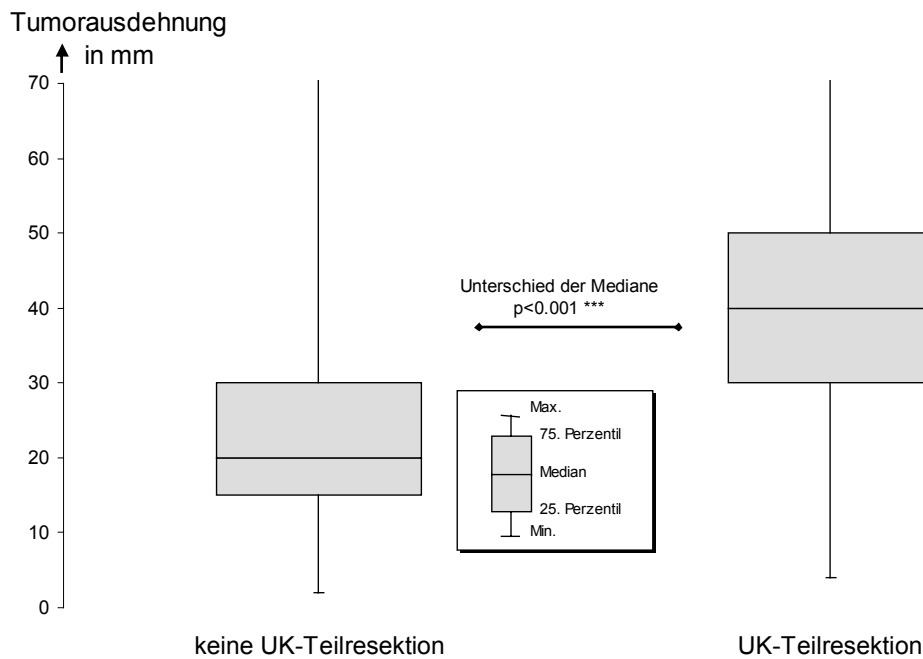 Tumorausdehnung
in mm
70
60
50
40
30
20
10
0
Unterschied der Mediane
p<0.001 ***
Max.
75. Perzentil
Median
25. Perzentil
Min.
keine UK-Teilresektion
UK-Teilresektion